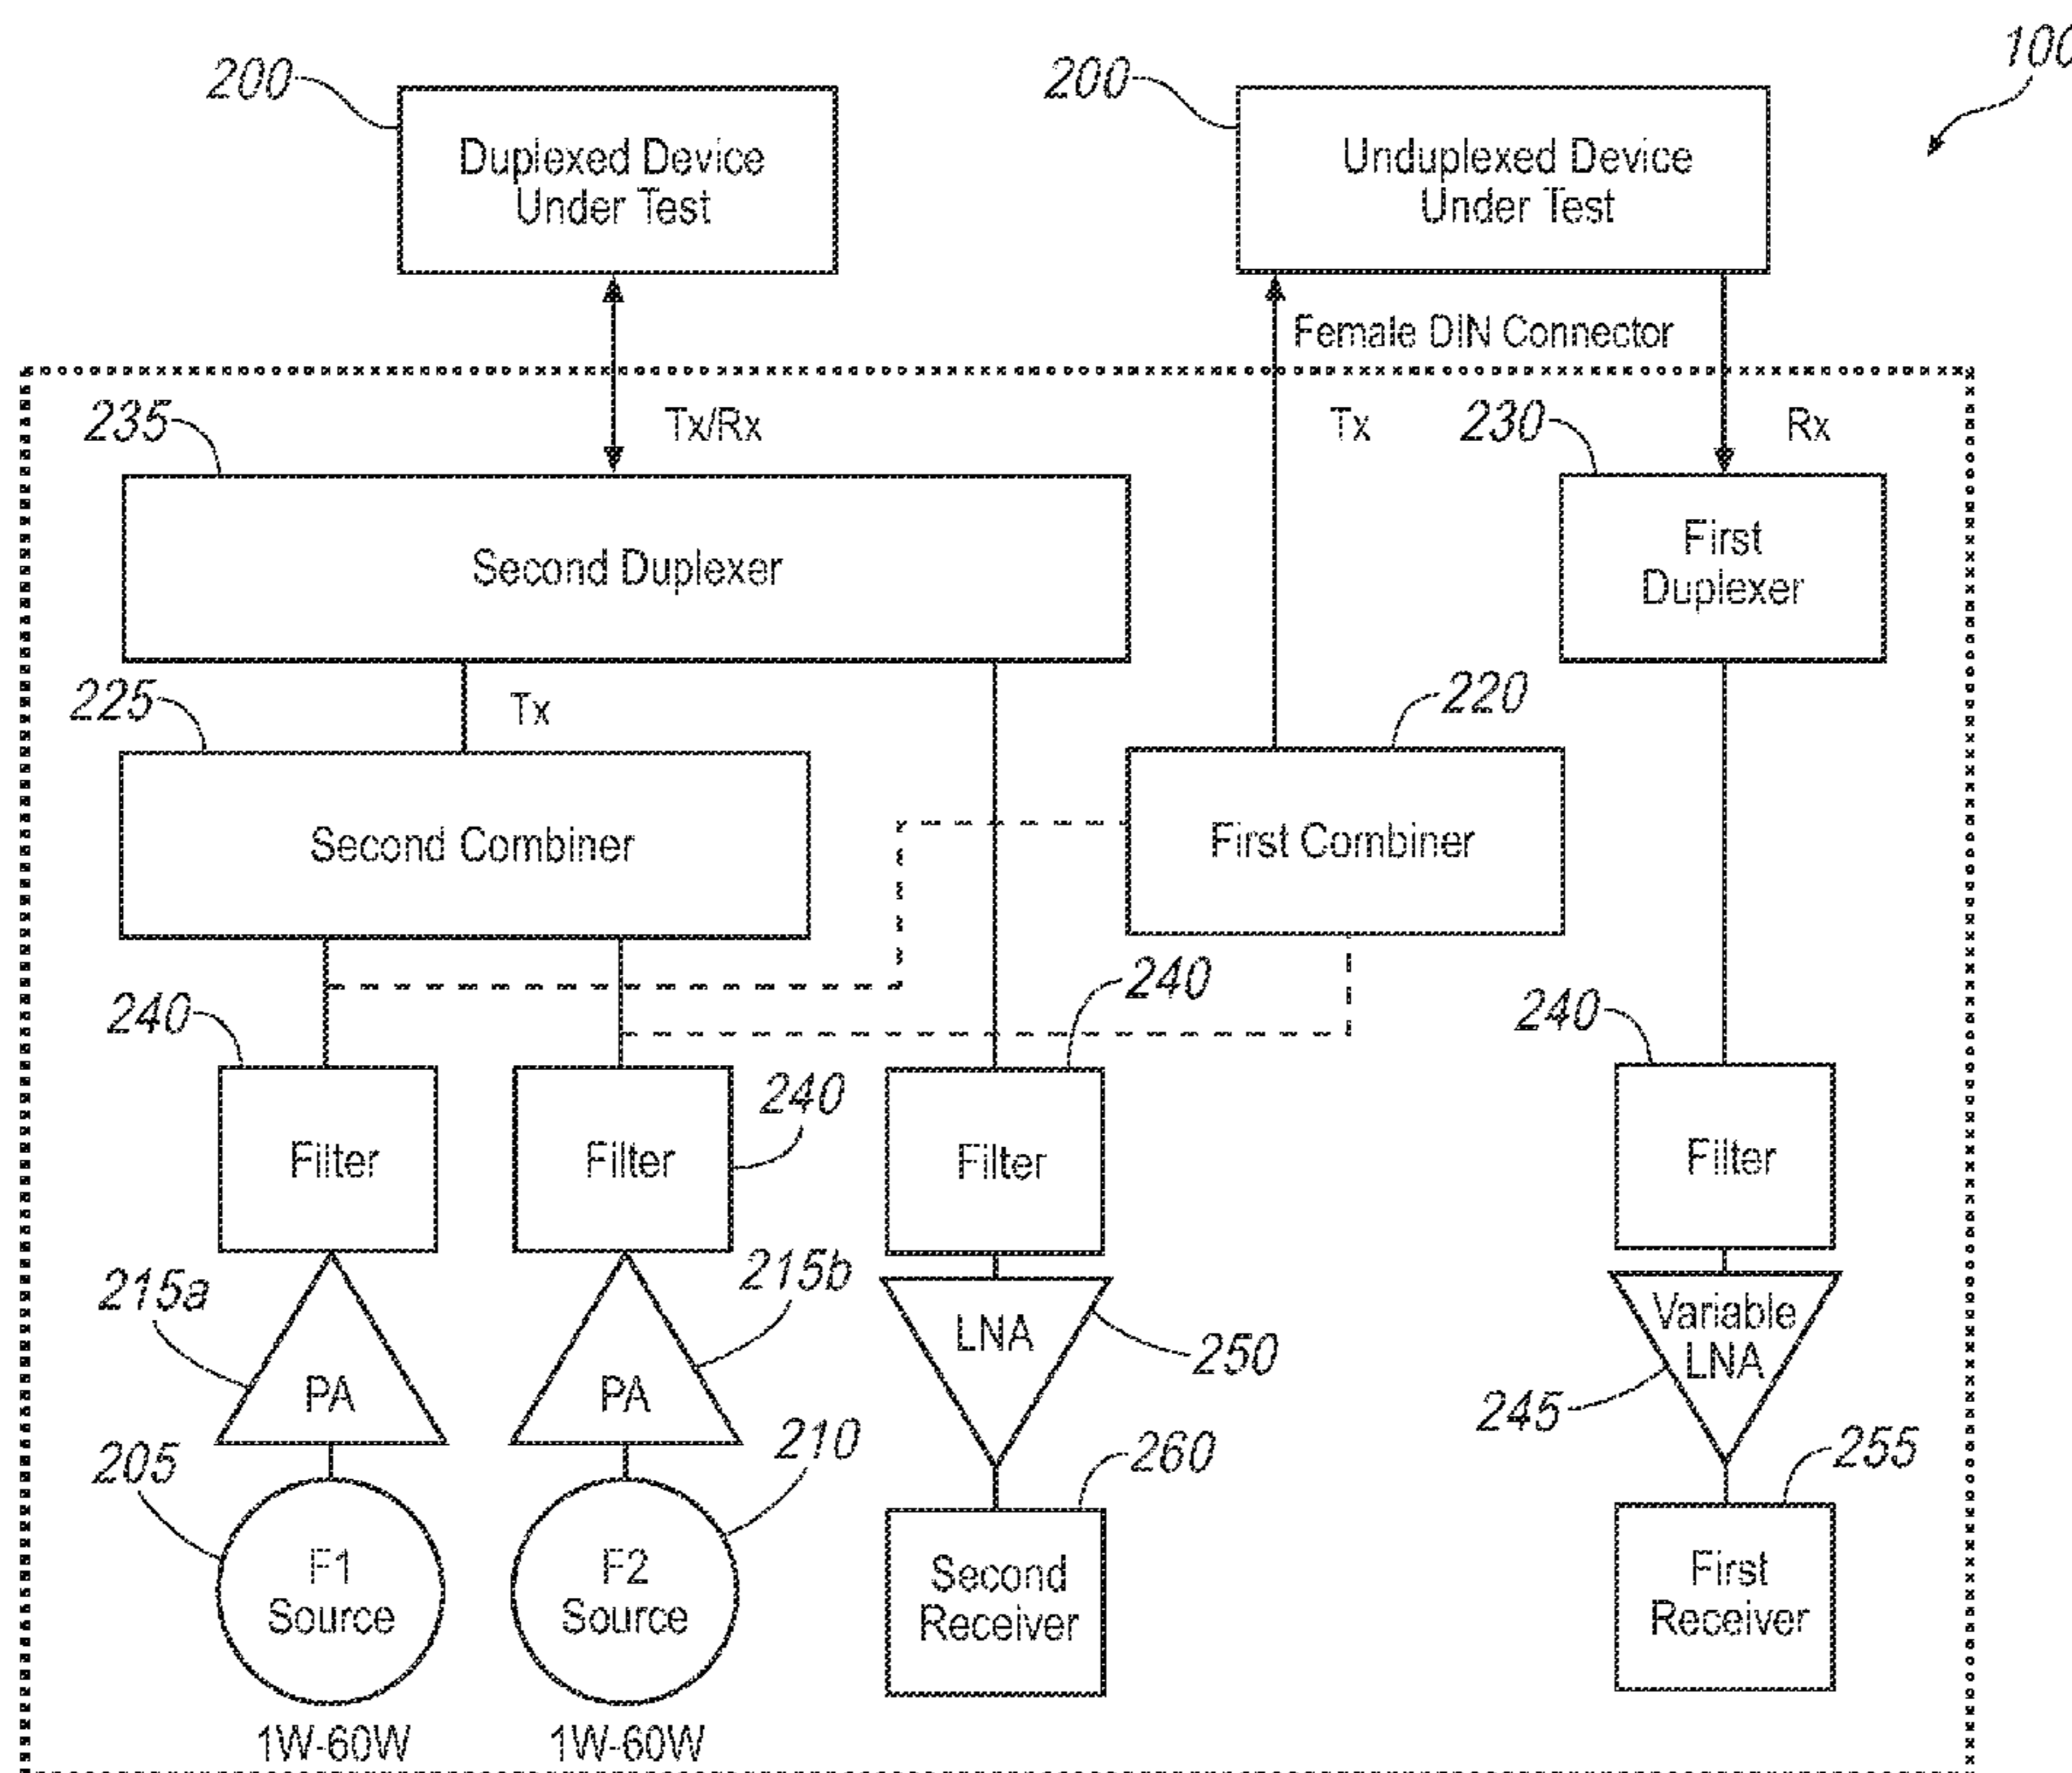 100
200
Duplexed Device
Under Test
200
Unduplexed Device
Under Test
Female DIN Connector
235
Tx/Rx
Tx
230
Rx
Second Duplexer
First
Duplexer
225
Tx
220
Second Combiner
First Combiner
240
240
240
240
Filter
Filter
Filter
Filter
215a
PA
215b
PA
LNA
250
Variable
LNA
245
205
F1
Source
210
F2
Source
260
Second
Receiver
255
First
Receiver
1W-60W
1W-60W